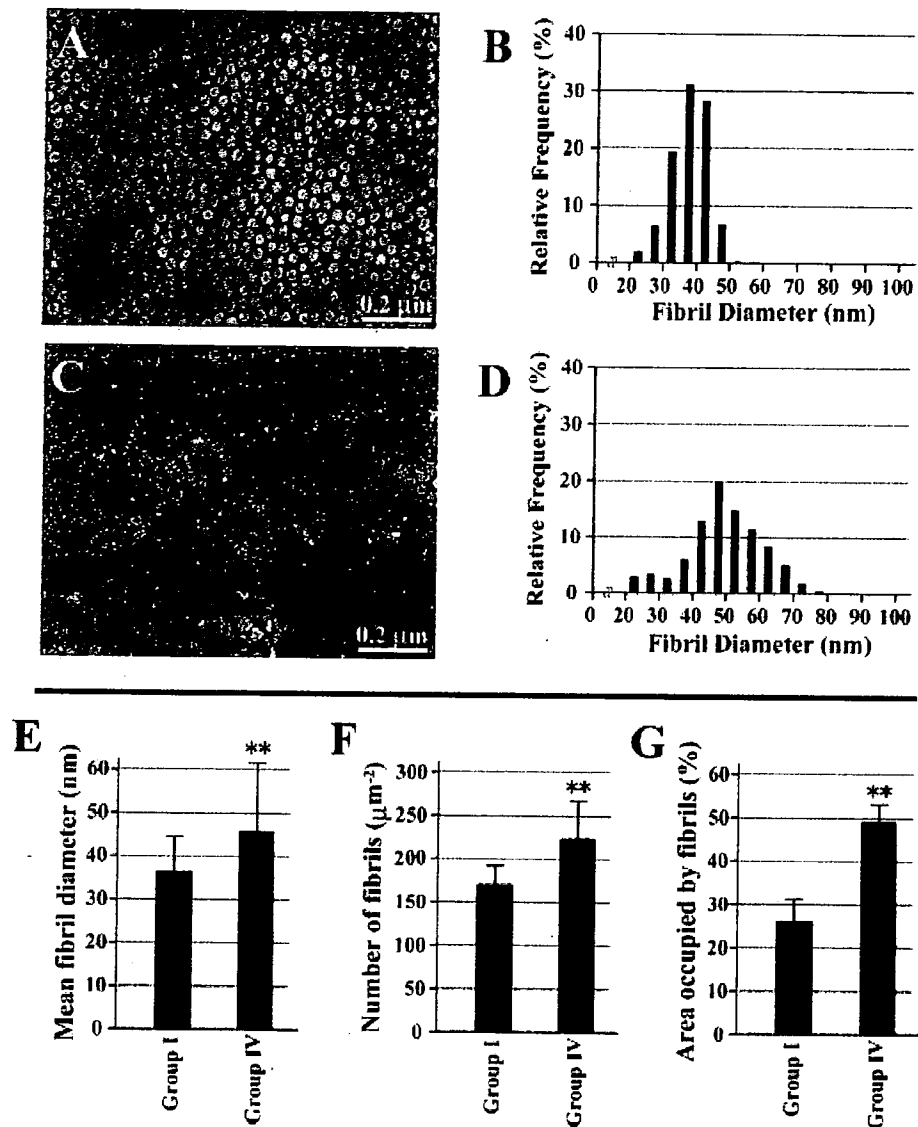 A
0.2 μm
B
Relative Frequency (%)
40
30
20
10
0
0 20 30 40 50 60 70 80 90 100
Fibril Diameter (nm)
C
0.2 μm
D
Relative Frequency (%)
40
30
20
10
0
0 20 30 40 50 60 70 80 90 100
Fibril Diameter (nm)
E
Mean fibril diameter (nm)
60
50
40
30
20
10
0
**
Group I
Group IV
F
Number of fibrils (μm⁻²)
300
250
200
150
100
50
0
**
Group I
Group IV
G
Area occupied by fibrils (%)
60
50
40
30
20
10
0
**
Group I
Group IV